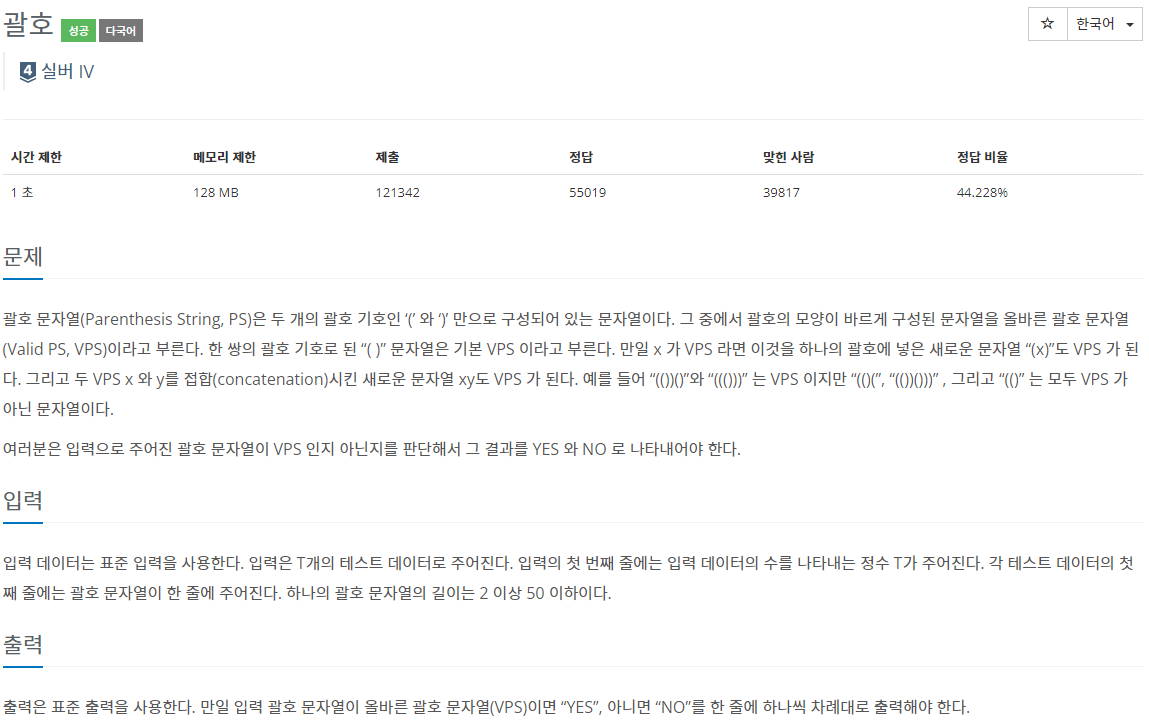 괄호 성공 다국어
☆ 한국어
4 실버 IV
시간 제한 메모리 제한 제출 정답 맞힌 사람 정답 비율
1 초 128 MB 121342 55019 39817 44.228%
문제
괄호 문자열(Parenthesis String, PS)은 두 개의 괄호 기호인 ‘(’ 와 ‘)’ 만으로 구성되어 있는 문자열이다. 그 중에서 괄호의 모양이 바르게 구성된 문자열을 올바른 괄호 문자열
(Valid PS, VPS)이라고 부른다. 한 쌍의 괄호 기호로 된 “( )” 문자열은 기본 VPS 이라고 부른다. 만일 x 가 VPS 라면 이것을 하나의 괄호에 넣은 새로운 문자열 “(x)”도 VPS 가 된
다. 그리고 두 VPS x 와 y를 접합(concatenation)시킨 새로운 문자열 xy도 VPS 가 된다. 예를 들어 “(())()”와 “((()))” 는 VPS 이지만 “(()(”, “(())()))” , 그리고 “(()” 는 모두 VPS 가
아닌 문자열이다.
여러분은 입력으로 주어진 괄호 문자열이 VPS 인지 아닌지를 판단해서 그 결과를 YES 와 NO 로 나타내어야 한다.
입력
입력 데이터는 표준 입력을 사용한다. 입력은 T개의 테스트 데이터로 주어진다. 입력의 첫 번째 줄에는 입력 데이터의 수를 나타내는 정수 T가 주어진다. 각 테스트 데이터의 첫
째 줄에는 괄호 문자열이 한 줄에 주어진다. 하나의 괄호 문자열의 길이는 2 이상 50 이하이다.
출력
출력은 표준 출력을 사용한다. 만일 입력 괄호 문자열이 올바른 괄호 문자열(VPS)이면 “YES”, 아니면 “NO”를 한 줄에 하나씩 차례대로 출력해야 한다.